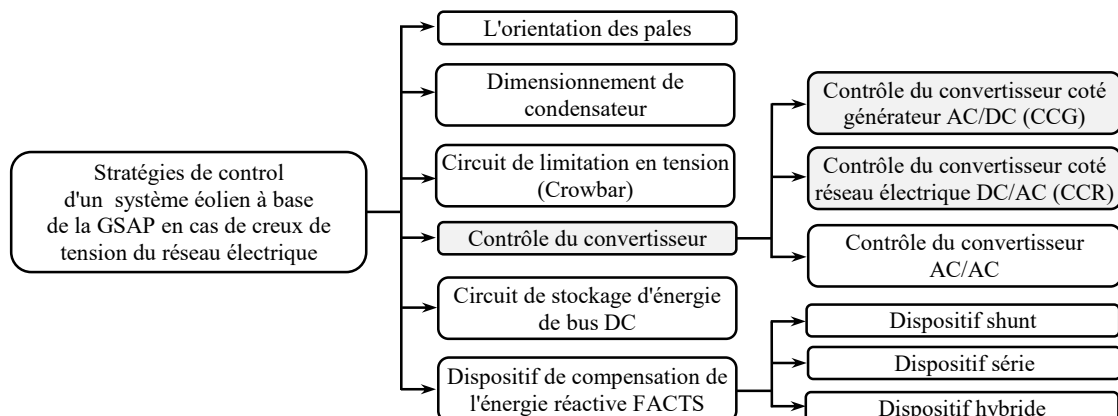 Stratégies de control
d'un système éolien à base
de la GSAP en cas de creux de
tension du réseau électrique
L'orientation des pales
Dimensionnement de
condensateur
Circuit de limitation en tension
(Crowbar)
Contrôle du convertisseur
Circuit de stockage d'énergie
de bus DC
Dispositif de compensation de
l'énergie réactive FACTS
Contrôle du convertisseur coté
générateur AC/DC (CCG)
Contrôle du convertisseur coté
réseau électrique DC/AC (CCR)
Contrôle du convertisseur
AC/AC
Dispositif shunt
Dispositif série
Dispositif hybride